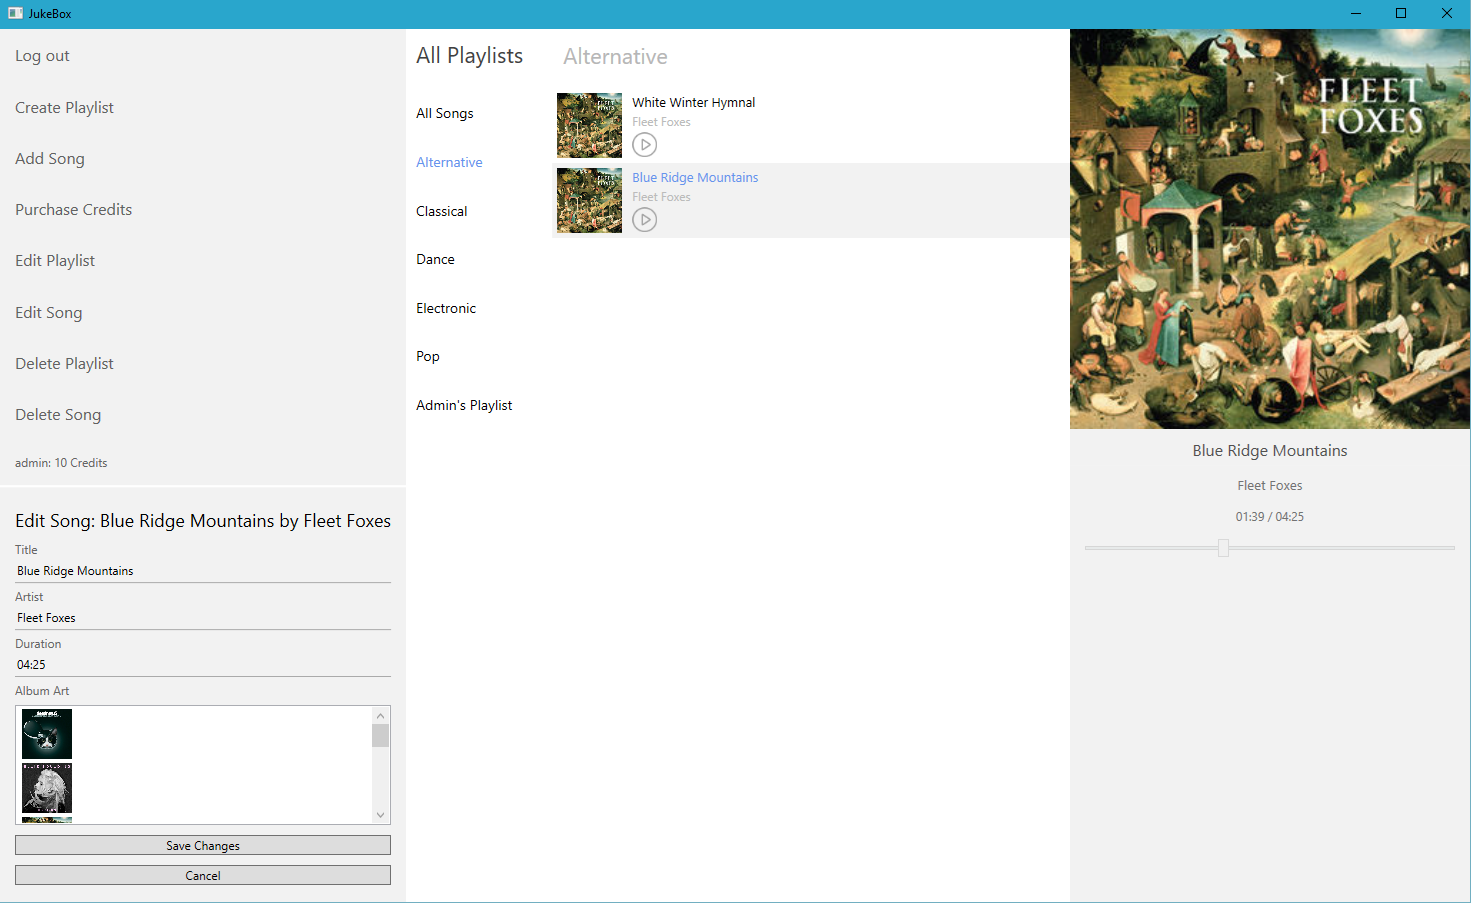 JukeBox
Log out
Create Playlist
Add Song
Purchase Credits
Edit Playlist
Edit Song
Delete Playlist
Delete Song
admin: 10 Credits
Edit Song: Blue Ridge Mountains by Fleet Foxes
Title
Blue Ridge Mountains
Artist
Fleet Foxes
Duration
04:25
Album Art
Save Changes
Cancel
All Playlists
All Songs
Alternative
Classical
Dance
Electronic
Pop
Admin's Playlist
Alternative
White Winter Hymnal
Fleet Foxes
Blue Ridge Mountains
Fleet Foxes
FLEET
FOXES
Blue Ridge Mountains
Fleet Foxes
01:39 / 04:25